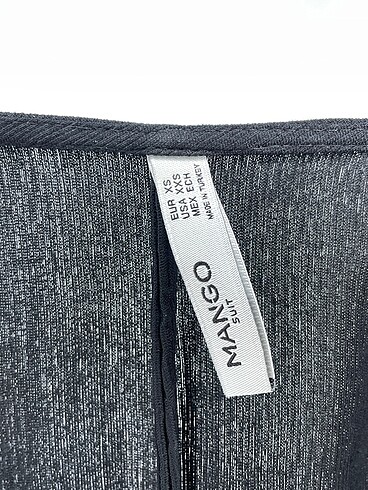 EUR XS
USA XXS
MEX ECH
MADE IN TURKEY
MANGO
SUIT